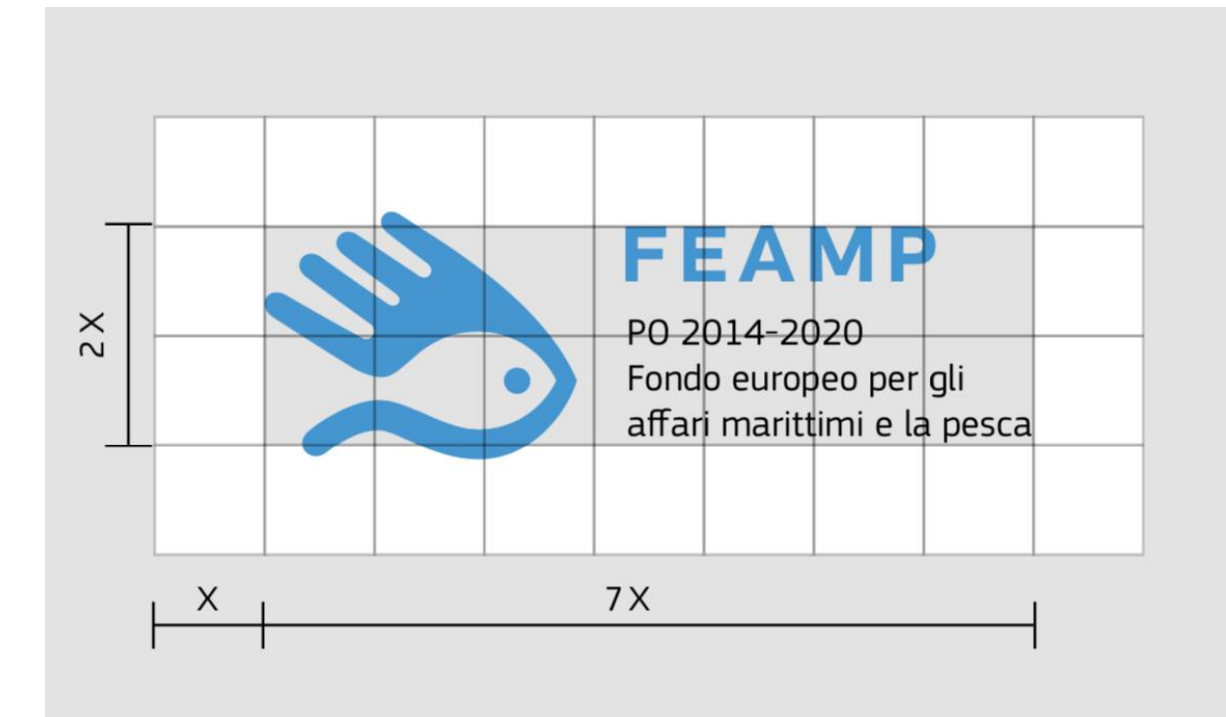 2X
FEAMP
PO 2014-2020
Fondo europeo per gli
affari marittimi e la pesca
X
7X